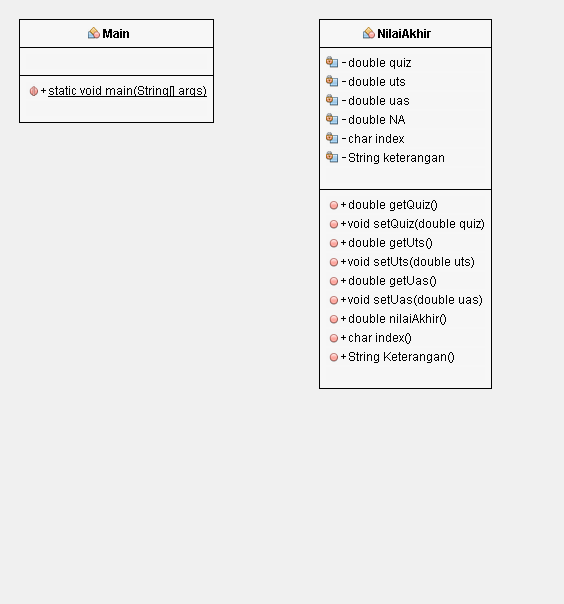 Main
+ static void main(String[] args)
NilaiAkhir
- double quiz
- double uts
- double uas
- double NA
- char index
- String keterangan
+ double getQuiz()
+ void setQuiz(double quiz)
+ double getUts()
+ void setUts(double uts)
+ double getUas()
+ void setUas(double uas)
+ double nilaiAkhir()
+ char index()
+ String Keterangan()